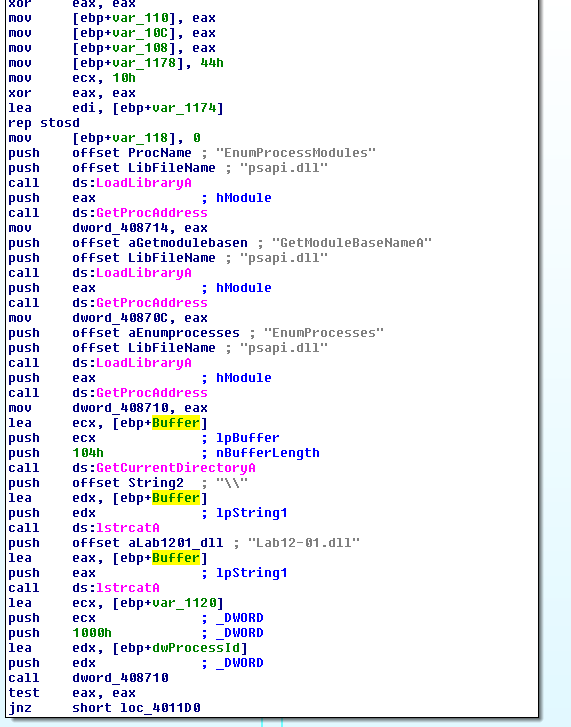 xor eax, eax
mov [ebp+var_110], eax
mov [ebp+var_10C], eax
mov [ebp+var_108], eax
mov [ebp+var_1178], 44h
mov ecx, 10h
xor eax, eax
lea edi, [ebp+var_1174]
rep stosd
mov [ebp+var_118], 0
push offset ProcName ; "EnumProcessModules"
push offset LibFileName ; "psapi.dll"
call ds:LoadLibraryA
push eax ; hModule
call ds:GetProcAddress
mov dword_408714, eax
push offset aGetmodulebasen ; "GetModuleBaseNameA"
push offset LibFileName ; "psapi.dll"
call ds:LoadLibraryA
push eax ; hModule
call ds:GetProcAddress
mov dword_40870C, eax
push offset aEnumprocesses ; "EnumProcesses"
push offset LibFileName ; "psapi.dll"
call ds:LoadLibraryA
push eax ; hModule
call ds:GetProcAddress
mov dword_408710, eax
lea ecx, [ebp+Buffer]
push ecx ; lpBuffer
push 104h ; nBufferLength
call ds:GetCurrentDirectoryA
push offset String2 ; "\\"
lea edx, [ebp+Buffer]
push edx ; lpString1
call ds:lstrcatA
push offset aLab1201_dll ; "Lab12-01.dll"
lea eax, [ebp+Buffer]
push eax ; lpString1
call ds:lstrcatA
lea ecx, [ebp+var_1120]
push ecx ; _DWORD
push 1000h ; _DWORD
lea edx, [ebp+dwProcessId]
push edx ; _DWORD
call dword_408710
test eax, eax
jnz short loc_4011D0